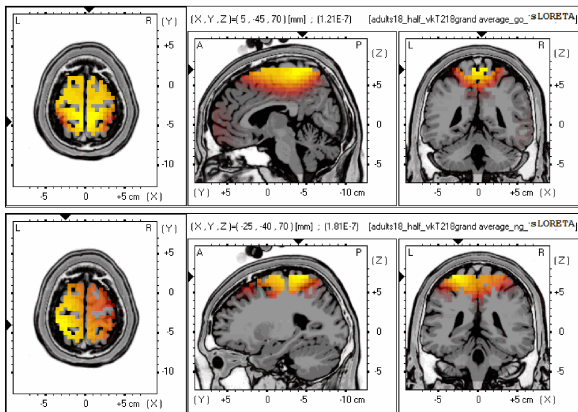 L R (Y) (X, Y, Z)=( 5, -45, 70) [mm] ; (1.21E-7) [adults18_half_vkT218grand average_go_ sLORETA]
A P (Z) L R (Z)
+5 +5 +5
0 0 0
-5 -5 -5
-10
-5 0 +5 cm (X) (Y) +5 0 -5 -10 cm -5 0 +5 cm (X)
L R (Y) (X, Y, Z)=( -25, -40, 70) [mm] ; (1.81E-7) [adults18_half_vkT218grand average_ng_ sLORETA]
A P (Z) L R (Z)
+5 +5 +5
0 0 0
-5 -5 -5
-10
-5 0 +5 cm (X) (Y) +5 0 -5 -10 cm -5 0 +5 cm (X)